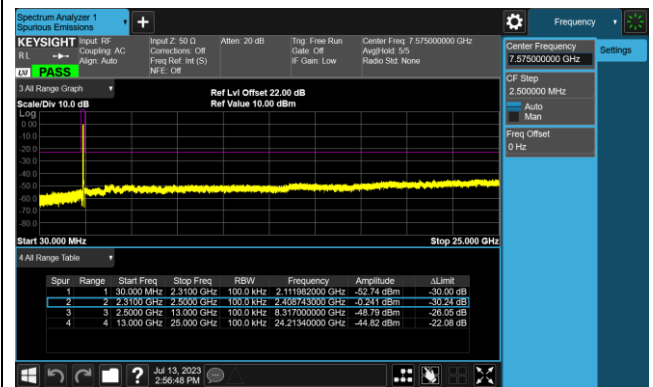 Spectrum Analyzer 1
Spurious Emissions
+
Frequency
KEYSIGHT
RL
LXI
PASS
Input: RF
Coupling: AC
Align: Auto
Input Z: 50 Ω
Corrections: Off
Freq Ref: Int (S)
NFE: Off
Atten: 20 dB
Trig: Free Run
Gate: Off
IF Gain: Low
Center Freq: 7.575000000 GHz
Avg|Hold: 5/5
Radio Std: None
Center Frequency
7.575000000 GHz
Settings
CF Step
2.500000 MHz
Auto
Man
Freq Offset
0 Hz
3 All Range Graph
Scale/Div 10.0 dB
Ref Lvl Offset 22.00 dB
Ref Value 10.00 dBm
Log
0.00
-10.0
-20.0
-30.0
-40.0
-50.0
-60.0
-70.0
-80.0
Start 30.000 MHz
Stop 25.000 GHz
4 All Range Table
Spur Range Start Freq Stop Freq RBW Frequency Amplitude ΔLimit
1 1 30.000 MHz 2.3100 GHz 100.0 kHz 2.111982000 GHz -52.74 dBm -30.00 dB
2 2 2.3100 GHz 2.5000 GHz 100.0 kHz 2.408743000 GHz -0.241 dBm -30.24 dB
3 3 2.5000 GHz 13.000 GHz 100.0 kHz 8.317000000 GHz -48.79 dBm -26.05 dB
4 4 13.000 GHz 25.000 GHz 100.0 kHz 24.21340000 GHz -44.82 dBm -22.08 dB
?
Jul 13, 2023
2:56:48 PM